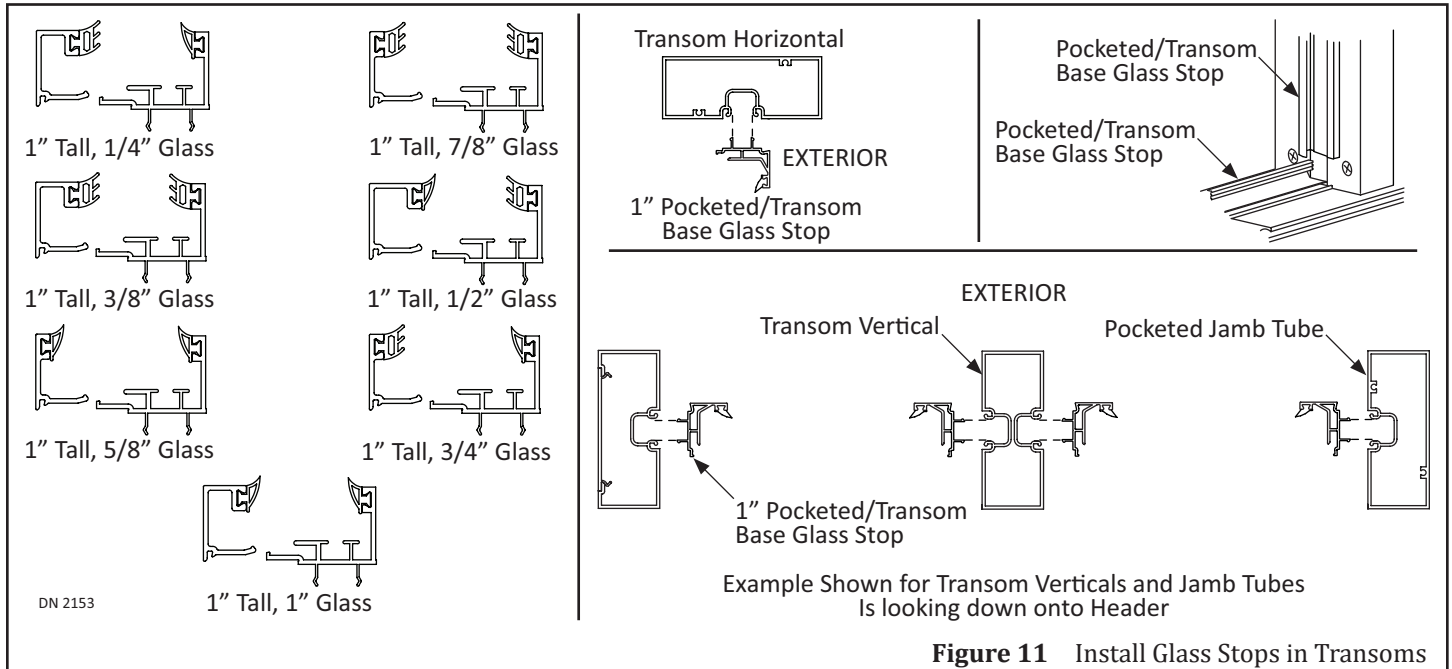 1” Tall, 1/4” Glass
1” Tall, 7/8” Glass
1” Tall, 3/8” Glass
1” Tall, 1/2” Glass
1” Tall, 5/8” Glass
1” Tall, 3/4” Glass
1” Tall, 1” Glass
DN 2153
Transom Horizontal
EXTERIOR
1” Pocketed/Transom
Base Glass Stop
Pocketed/Transom
Base Glass Stop
Pocketed/Transom
Base Glass Stop
EXTERIOR
Transom Vertical
Pocketed Jamb Tube
1” Pocketed/Transom
Base Glass Stop
Example Shown for Transom Verticals and Jamb Tubes
Is looking down onto Header
Figure 11 Install Glass Stops in Transoms